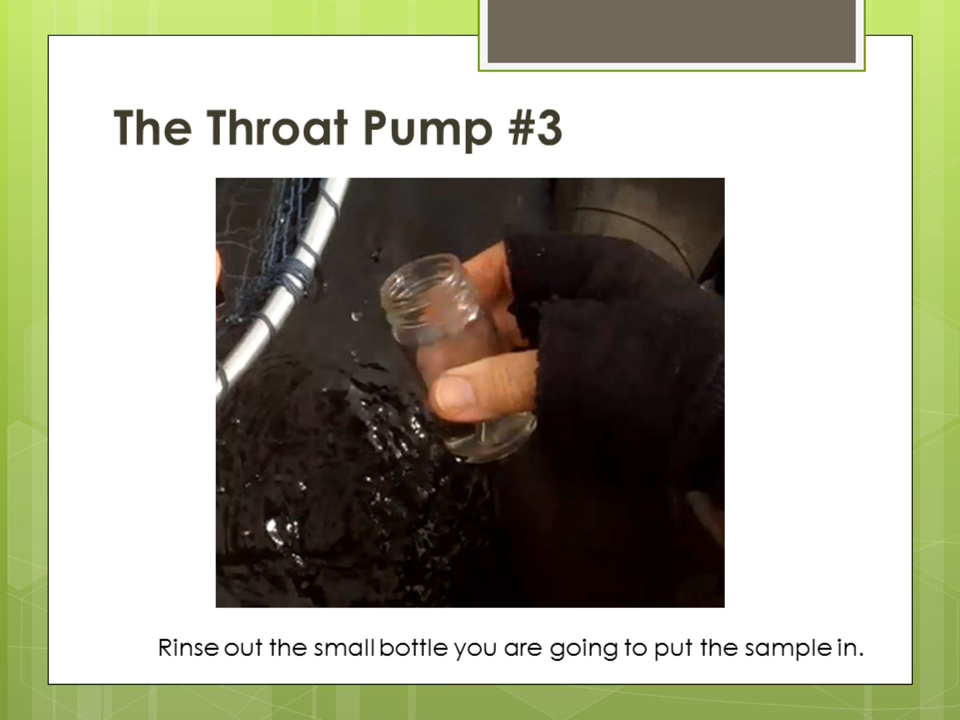 The Throat Pump #3
Rinse out the small bottle you are going to put the sample in.